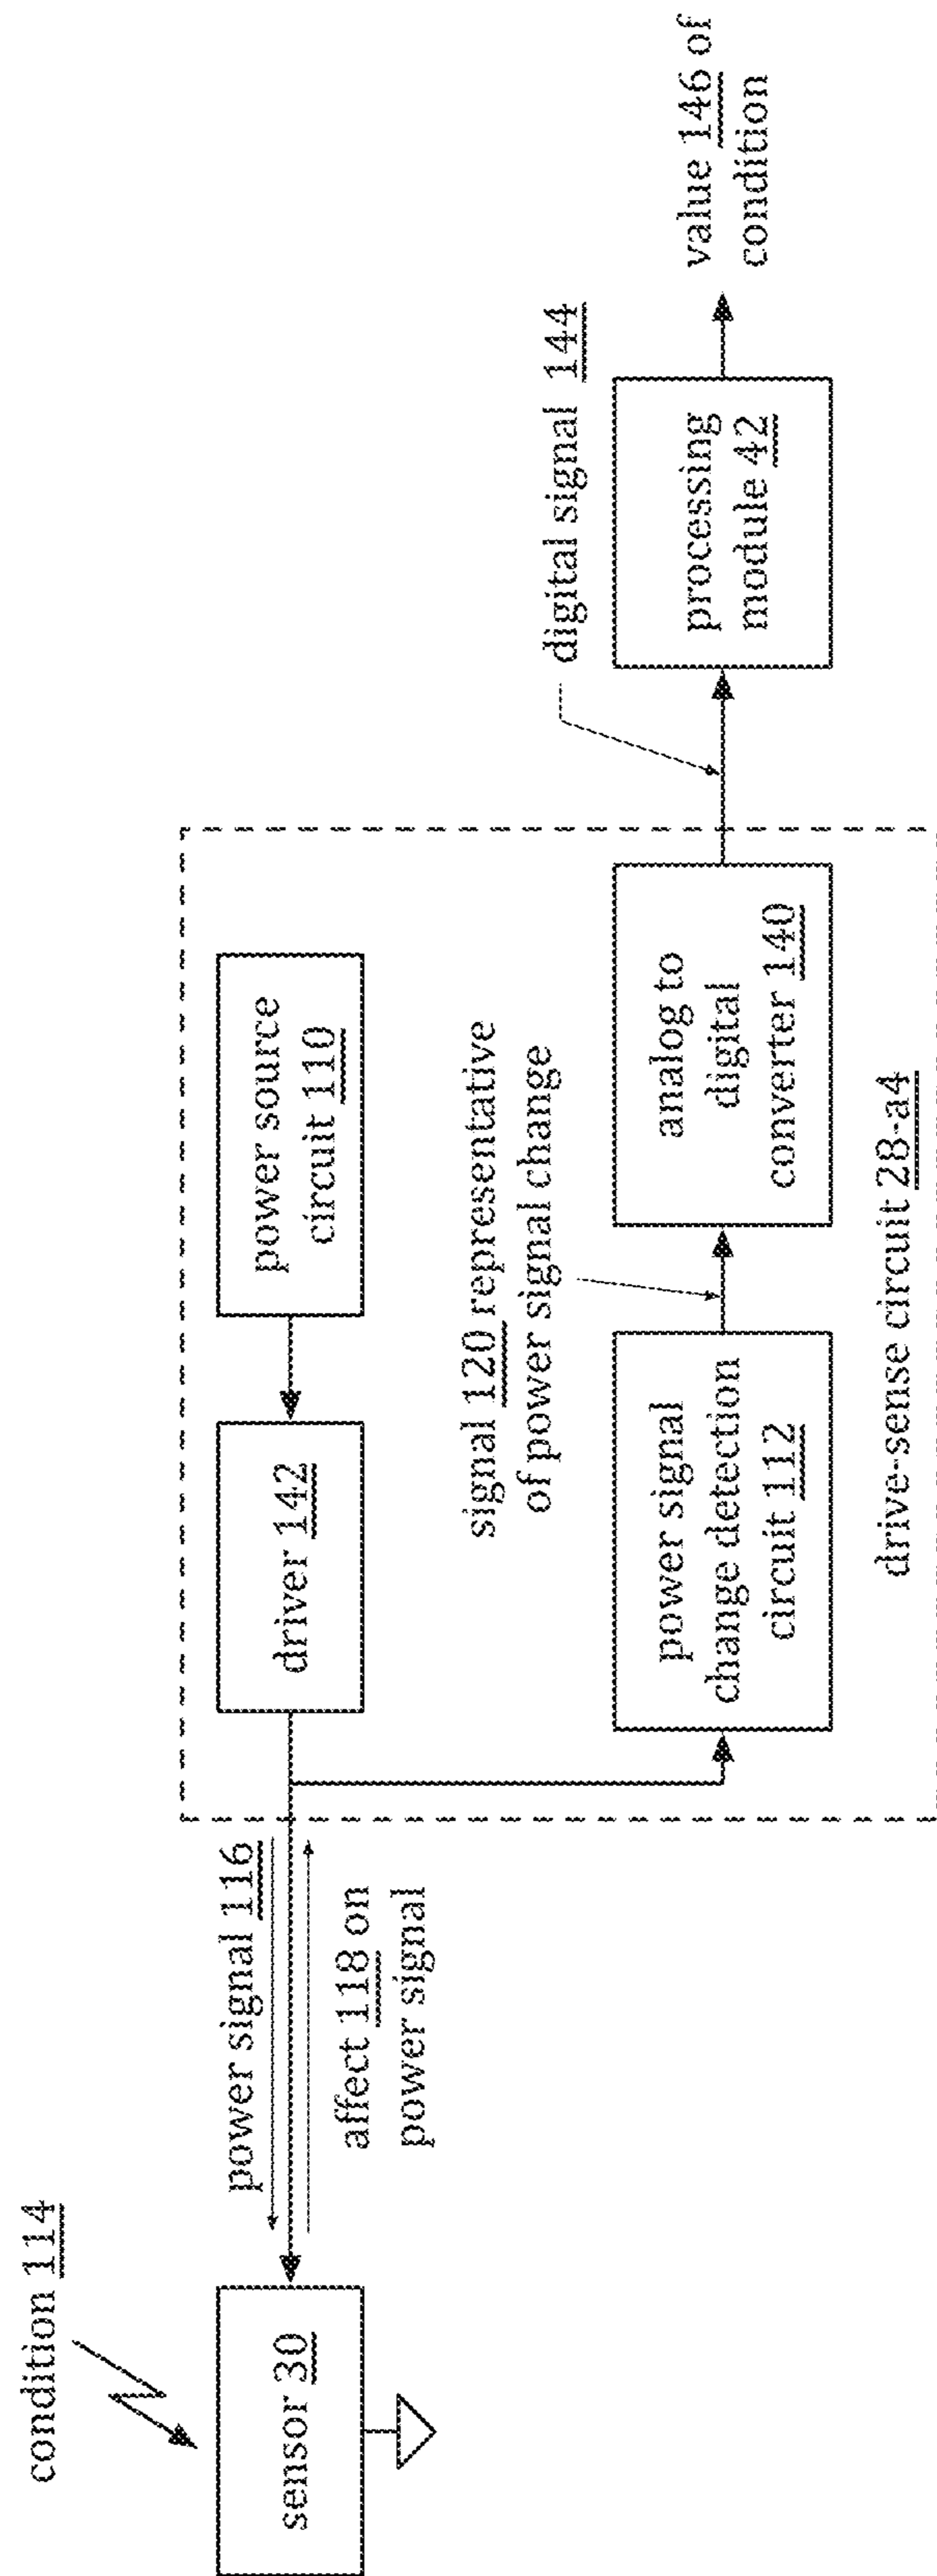 condition 114
sensor 30
power signal 116
affect 118 on
power signal
driver 142
power source
circuit 110
signal 120 representative
of power signal change
power signal
change detection
circuit 112
analog to
digital
converter 140
drive-sense circuit 28-a4
digital signal 144
processing
module 42
value 146 of
condition